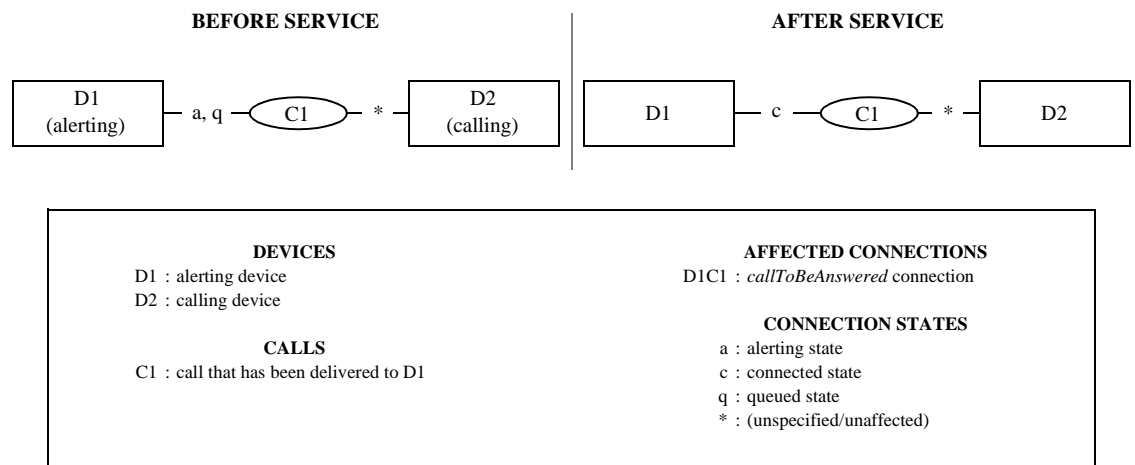 BEFORE SERVICE
AFTER SERVICE
D1
(alerting)
a, q
C1
*
D2
(calling)
D1
c
C1
*
D2
DEVICES
D1 : alerting device
D2 : calling device
CALLS
C1 : call that has been delivered to D1
AFFECTED CONNECTIONS
D1C1 : callToBeAnswered connection
CONNECTION STATES
a : alerting state
c : connected state
q : queued state
* : (unspecified/unaffected)